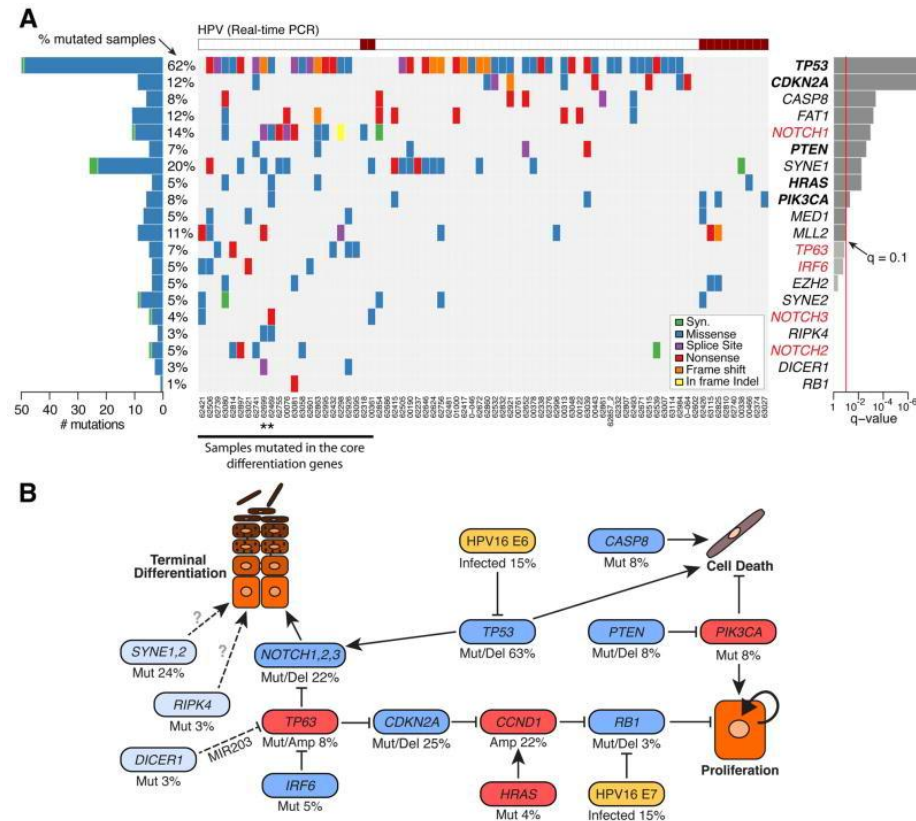 A
HPV (Real-time PCR)
% mutated samples
62% TP53
12% CDKN2A
8% CASP8
12% FAT1
14% NOTCH1
7% PTEN
20% SYNE1
5% HRAS
8% PIK3CA
5% MED1
11% MLL2
7% TP63
5% IRF6
5% EZH2
5% SYNE2
4% NOTCH3
3% RIPK4
5% NOTCH2
3% DICER1
1% RB1
q = 0.1
Syn.
Missense
Splice Site
Nonsense
Frame shift
In frame Indel
50 40 30 20 10 0
# mutations
1 10-2 10-4 10-6
q-value
**
Samples mutated in the core
differentiation genes
B
Terminal
Differentiation
HPV16 E6
Infected 15%
CASP8
Mut 8%
Cell Death
?
?
SYNE1,2
Mut 24%
NOTCH1,2,3
Mut/Del 22%
TP53
Mut/Del 63%
PTEN
Mut/Del 8%
PIK3CA
Mut 8%
RIPK4
Mut 3%
TP63
Mut/Amp 8%
CDKN2A
Mut/Del 25%
CCND1
Amp 22%
RB1
Mut/Del 3%
DICER1
Mut 3%
MIR203
IRF6
Mut 5%
HRAS
Mut 4%
HPV16 E7
Infected 15%
Proliferation